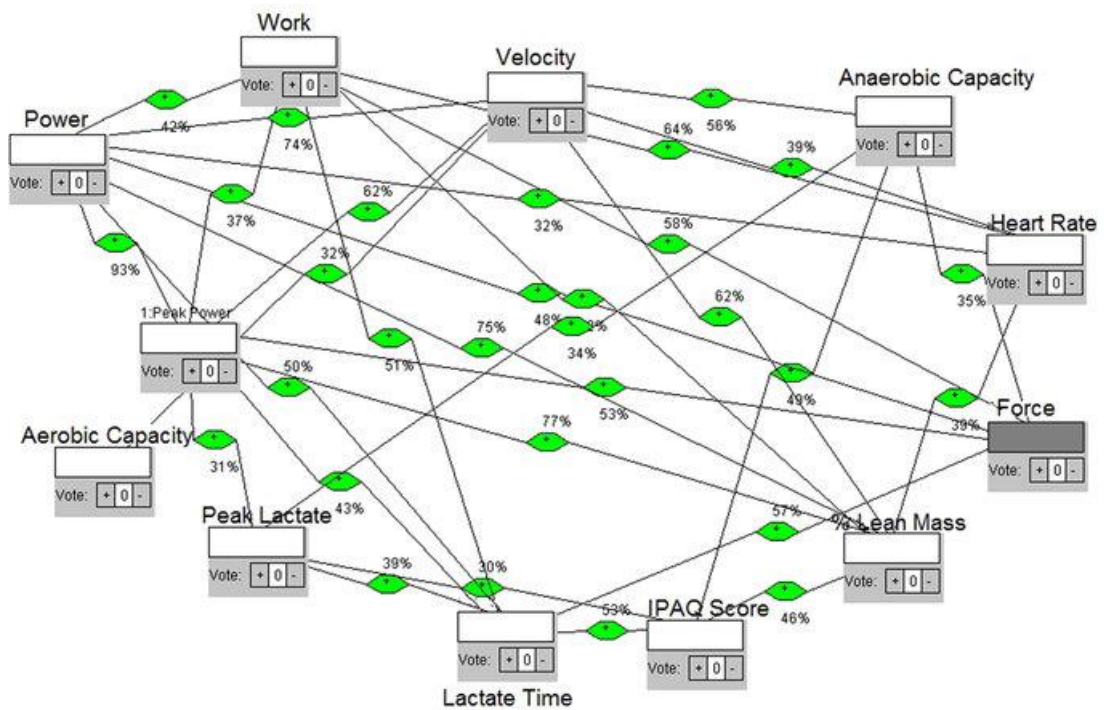 Work
Vote: + 0 -
Velocity
Vote: + 0 -
Anaerobic Capacity
Vote: + 0 -
Power
Vote: + 0 -
+
42%
+
74%
+
56%
+
64%
+
39%
+
37%
+
62%
+
32%
+
58%
Heart Rate
Vote: + 0 -
+
93%
+
32%
+
35%
1:Peak Power
Vote: + 0 -
+
48%
+
+
34%
+
62%
+
51%
+
75%
+
50%
+
53%
+
49%
+
39%
Force
Vote: + 0 -
Aerobic Capacity
Vote: + 0 -
+
31%
+
77%
+
43%
Peak Lactate
Vote: + 0 -
+
57%
% Lean Mass
Vote: + 0 -
+
39%
+
30%
+
46%
+
53%
IPAQ Score
Vote: + 0 -
Vote: + 0 -
Lactate Time